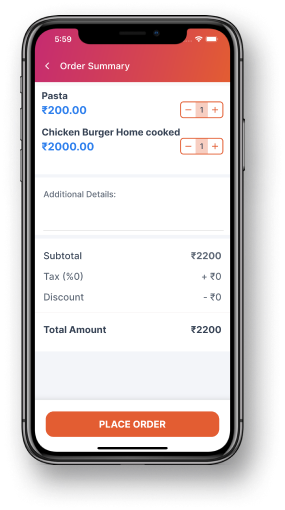 5:59
Order Summary
Pasta
₹200.00
− 1 +
Chicken Burger Home cooked
₹2000.00
− 1 +
Additional Details:
Subtotal ₹2200
Tax (%0) + ₹0
Discount - ₹0
Total Amount ₹2200
PLACE ORDER